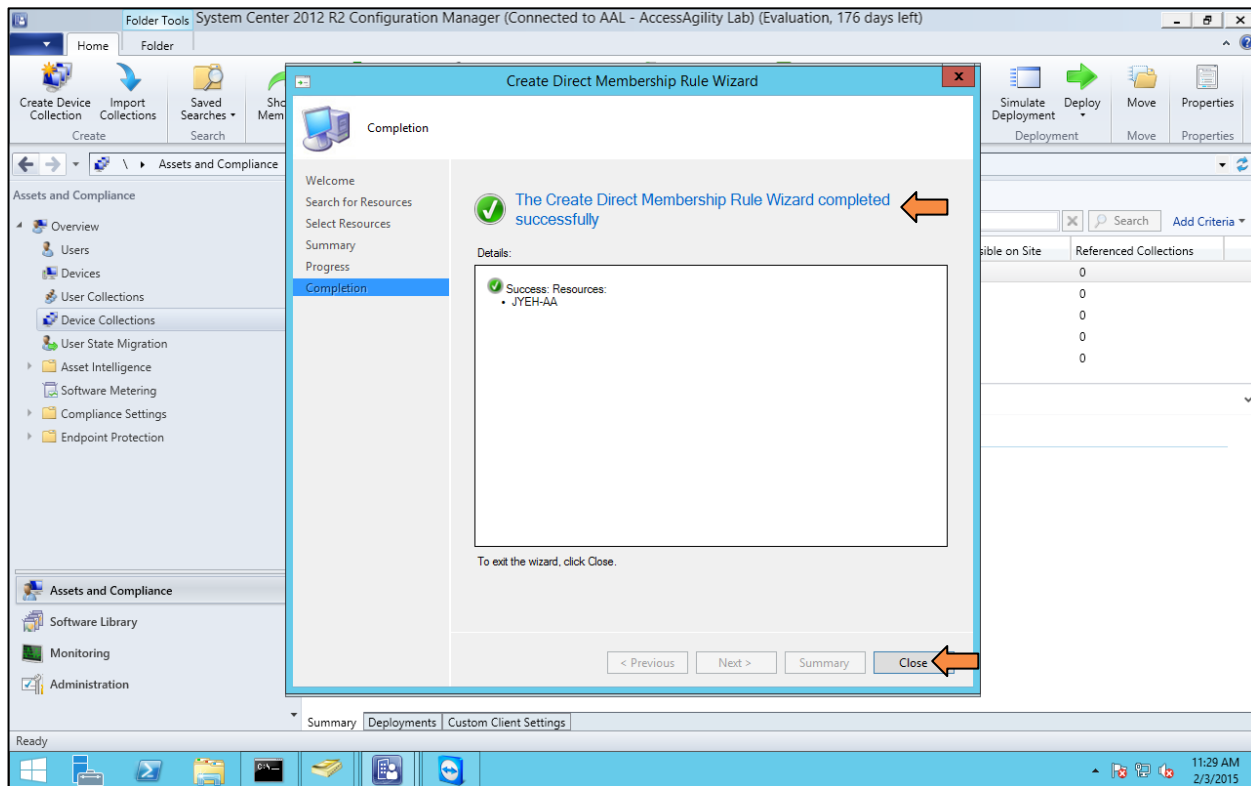 Folder Tools System Center 2012 R2 Configuration Manager (Connected to AAL - AccessAgility Lab) (Evaluation, 176 days left)
Home Folder
Create Device Collection
Import Collections
Saved Searches
Create
Search
Simulate Deployment
Deploy
Move
Properties
Deployment
Move
Properties
\ Assets and Compliance
Assets and Compliance
Overview
Users
Devices
User Collections
Device Collections
User State Migration
Asset Intelligence
Software Metering
Compliance Settings
Endpoint Protection
Assets and Compliance
Software Library
Monitoring
Administration
Create Direct Membership Rule Wizard
Completion
Welcome
Search for Resources
Select Resources
Summary
Progress
Completion
The Create Direct Membership Rule Wizard completed
successfully
Details:
Success: Resources:
• JYEH-AA
To exit the wizard, click Close.
< Previous Next > Summary Close
Search Add Criteria
on Site Referenced Collections
0
0
0
0
0
Summary Deployments Custom Client Settings
Ready
11:29 AM
2/3/2015